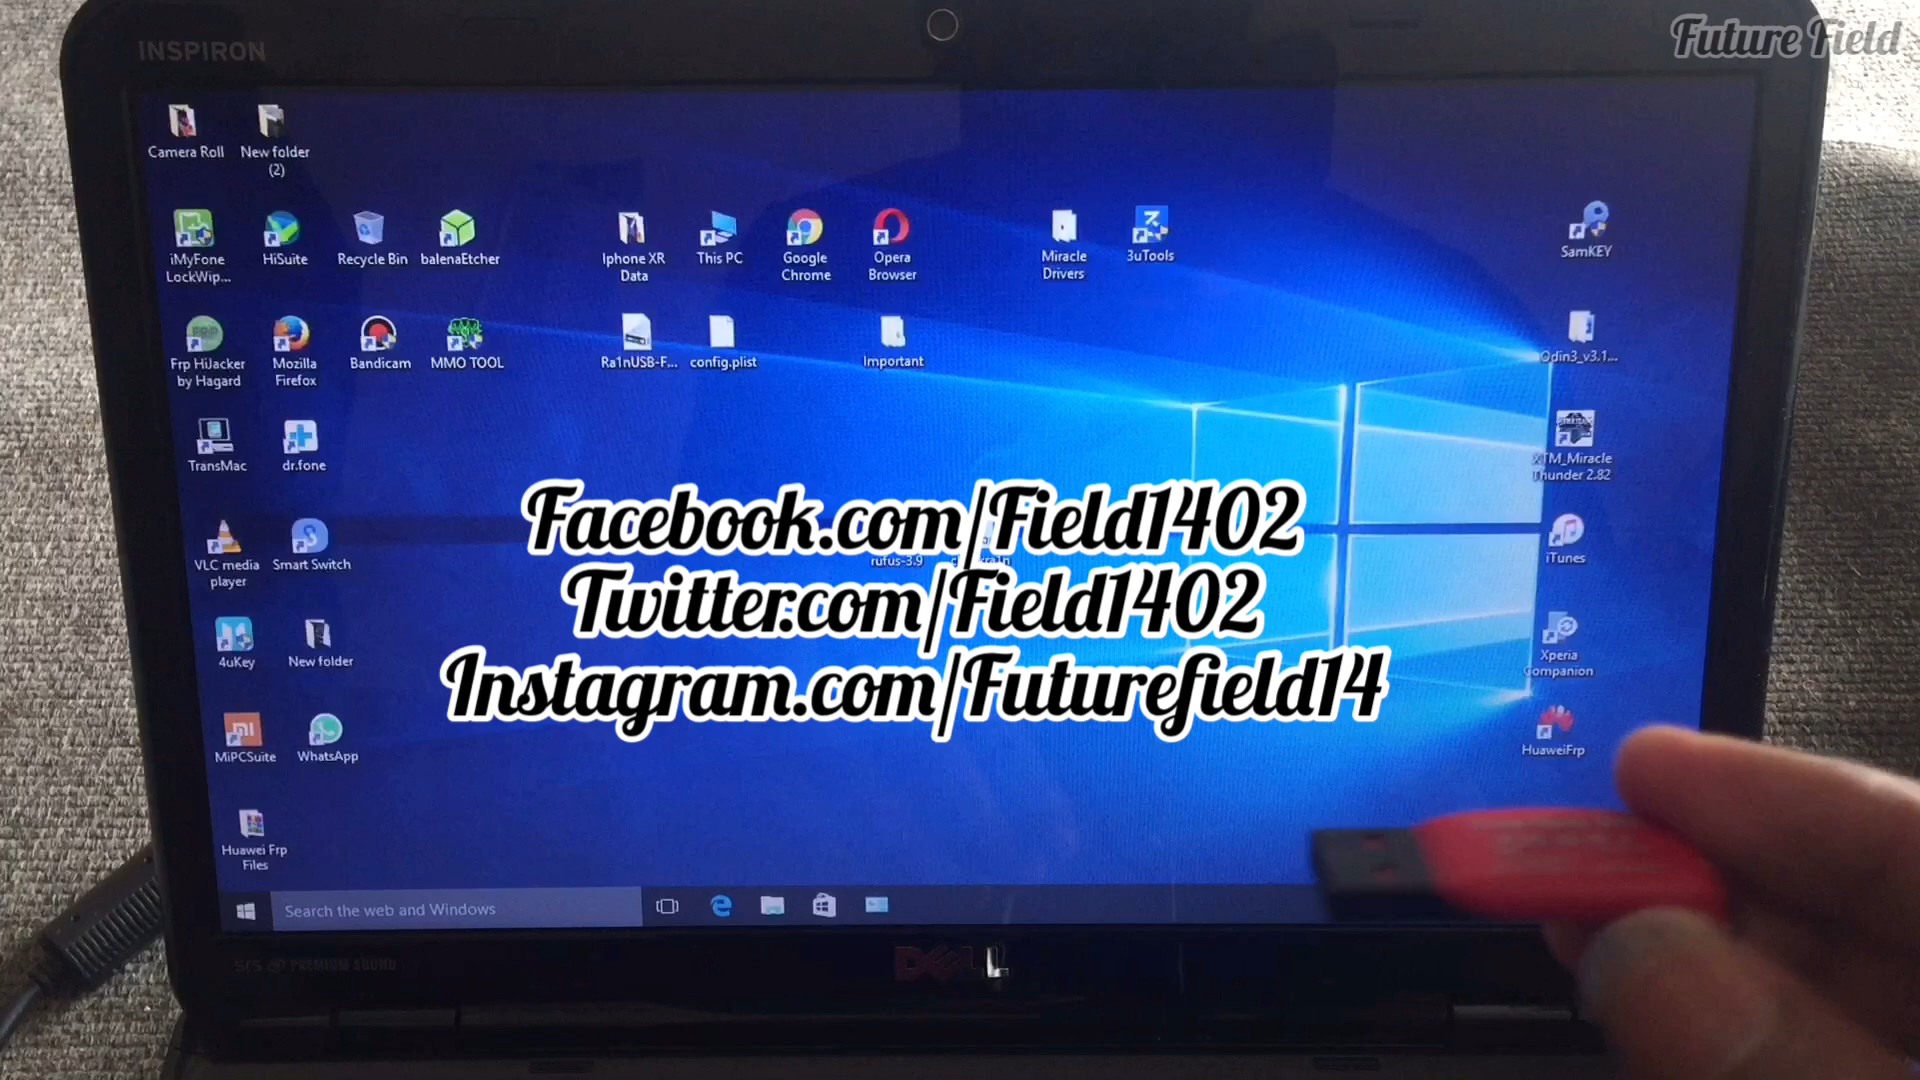 INSPIRON
Future Field
Camera Roll
New folder
(2)
iMyFone
LockWip...
HiSuite
Recycle Bin
balenaEtcher
Iphone XR
Data
This PC
Google
Chrome
Opera
Browser
Miracle
Drivers
3uTools
SamKEY
Frp HiJacker
by Hagard
Mozilla
Firefox
Bandicam
MMO TOOL
Ra1nUSB-F...
config.plist
Important
Odin3_v3.1...
TransMac
dr.fone
XTM_Miracle
Thunder 2.82
Facebook.com/Field1402
VLC media
player
Smart Switch
rufus-3.9
iTunes
Twitter.com/Field1402
4uKey
New folder
Xperia
Companion
Instagram.com/Futurefield14
MiPCSuite
WhatsApp
HuaweiFrp
Huawei Frp
Files
Search the web and Windows
SRS PREMIUM SOUND
DELL